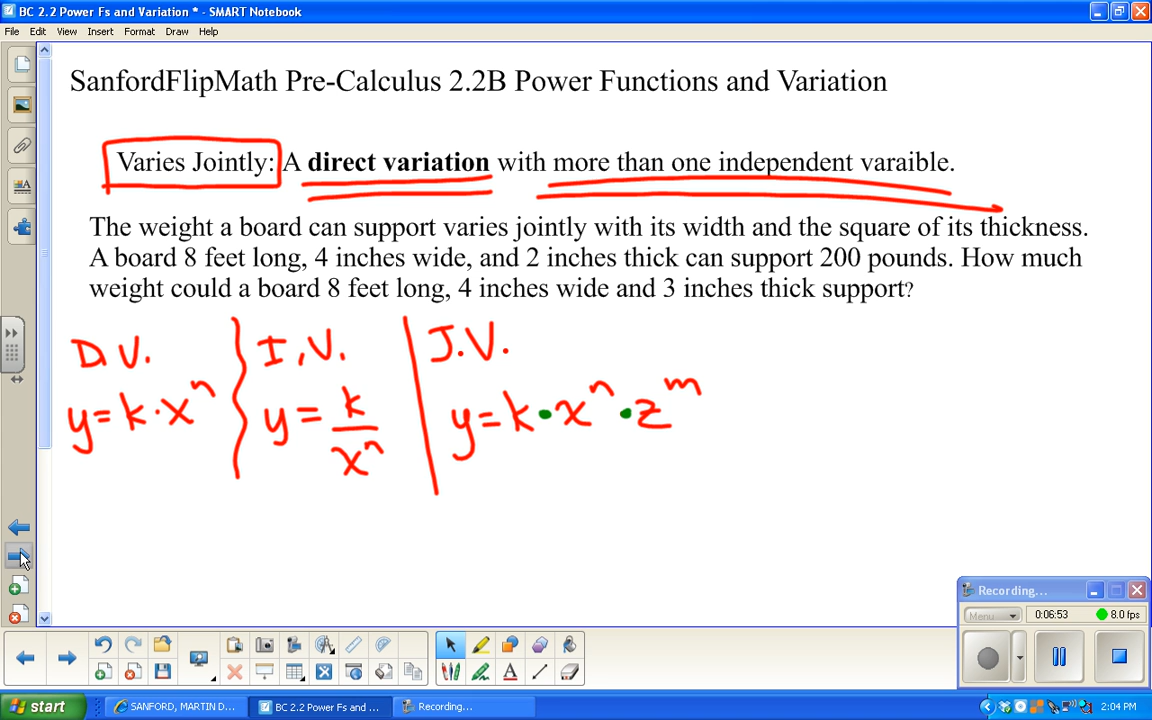 BC 2.2 Power Fs and Variation * - SMART Notebook
File Edit View Insert Format Draw Help
SanfordFlipMath Pre-Calculus 2.2B Power Functions and Variation
Varies Jointly: A direct variation with more than one independent varaible.
The weight a board can support varies jointly with its width and the square of its thickness.
A board 8 feet long, 4 inches wide, and 2 inches thick can support 200 pounds. How much
weight could a board 8 feet long, 4 inches wide and 3 inches thick support?
D.V. I.V. J.V.
y=k·xⁿ y=k/xⁿ y=k·xⁿ·zᵐ
Recording...
Menu 0:06:53 8.0 fps
start SANFORD, MARTIN D... BC 2.2 Power Fs and ... Recording... 2:04 PM